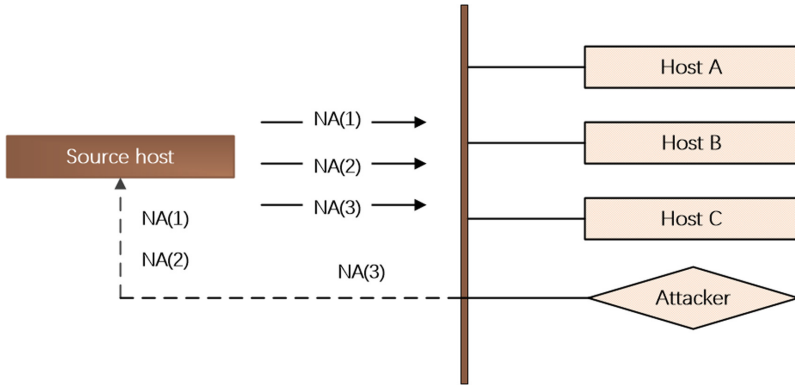 Host A
NA(1)
Host B
Source host
NA(2)
NA(3)
Host C
NA(1)
NA(2)
NA(3)
Attacker